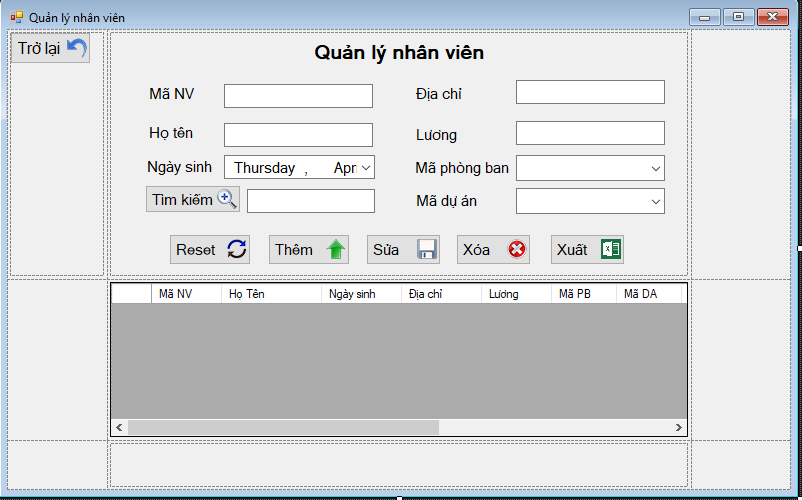 Quản lý nhân viên
Trở lại
Quản lý nhân viên
Mã NV
Địa chỉ
Họ tên
Lương
Ngày sinh Thursday , Apri
Mã phòng ban
Tìm kiếm
Mã dự án
Reset Thêm Sửa Xóa Xuất
Mã NV Họ Tên Ngày sinh Địa chỉ Lương Mã PB Mã DA